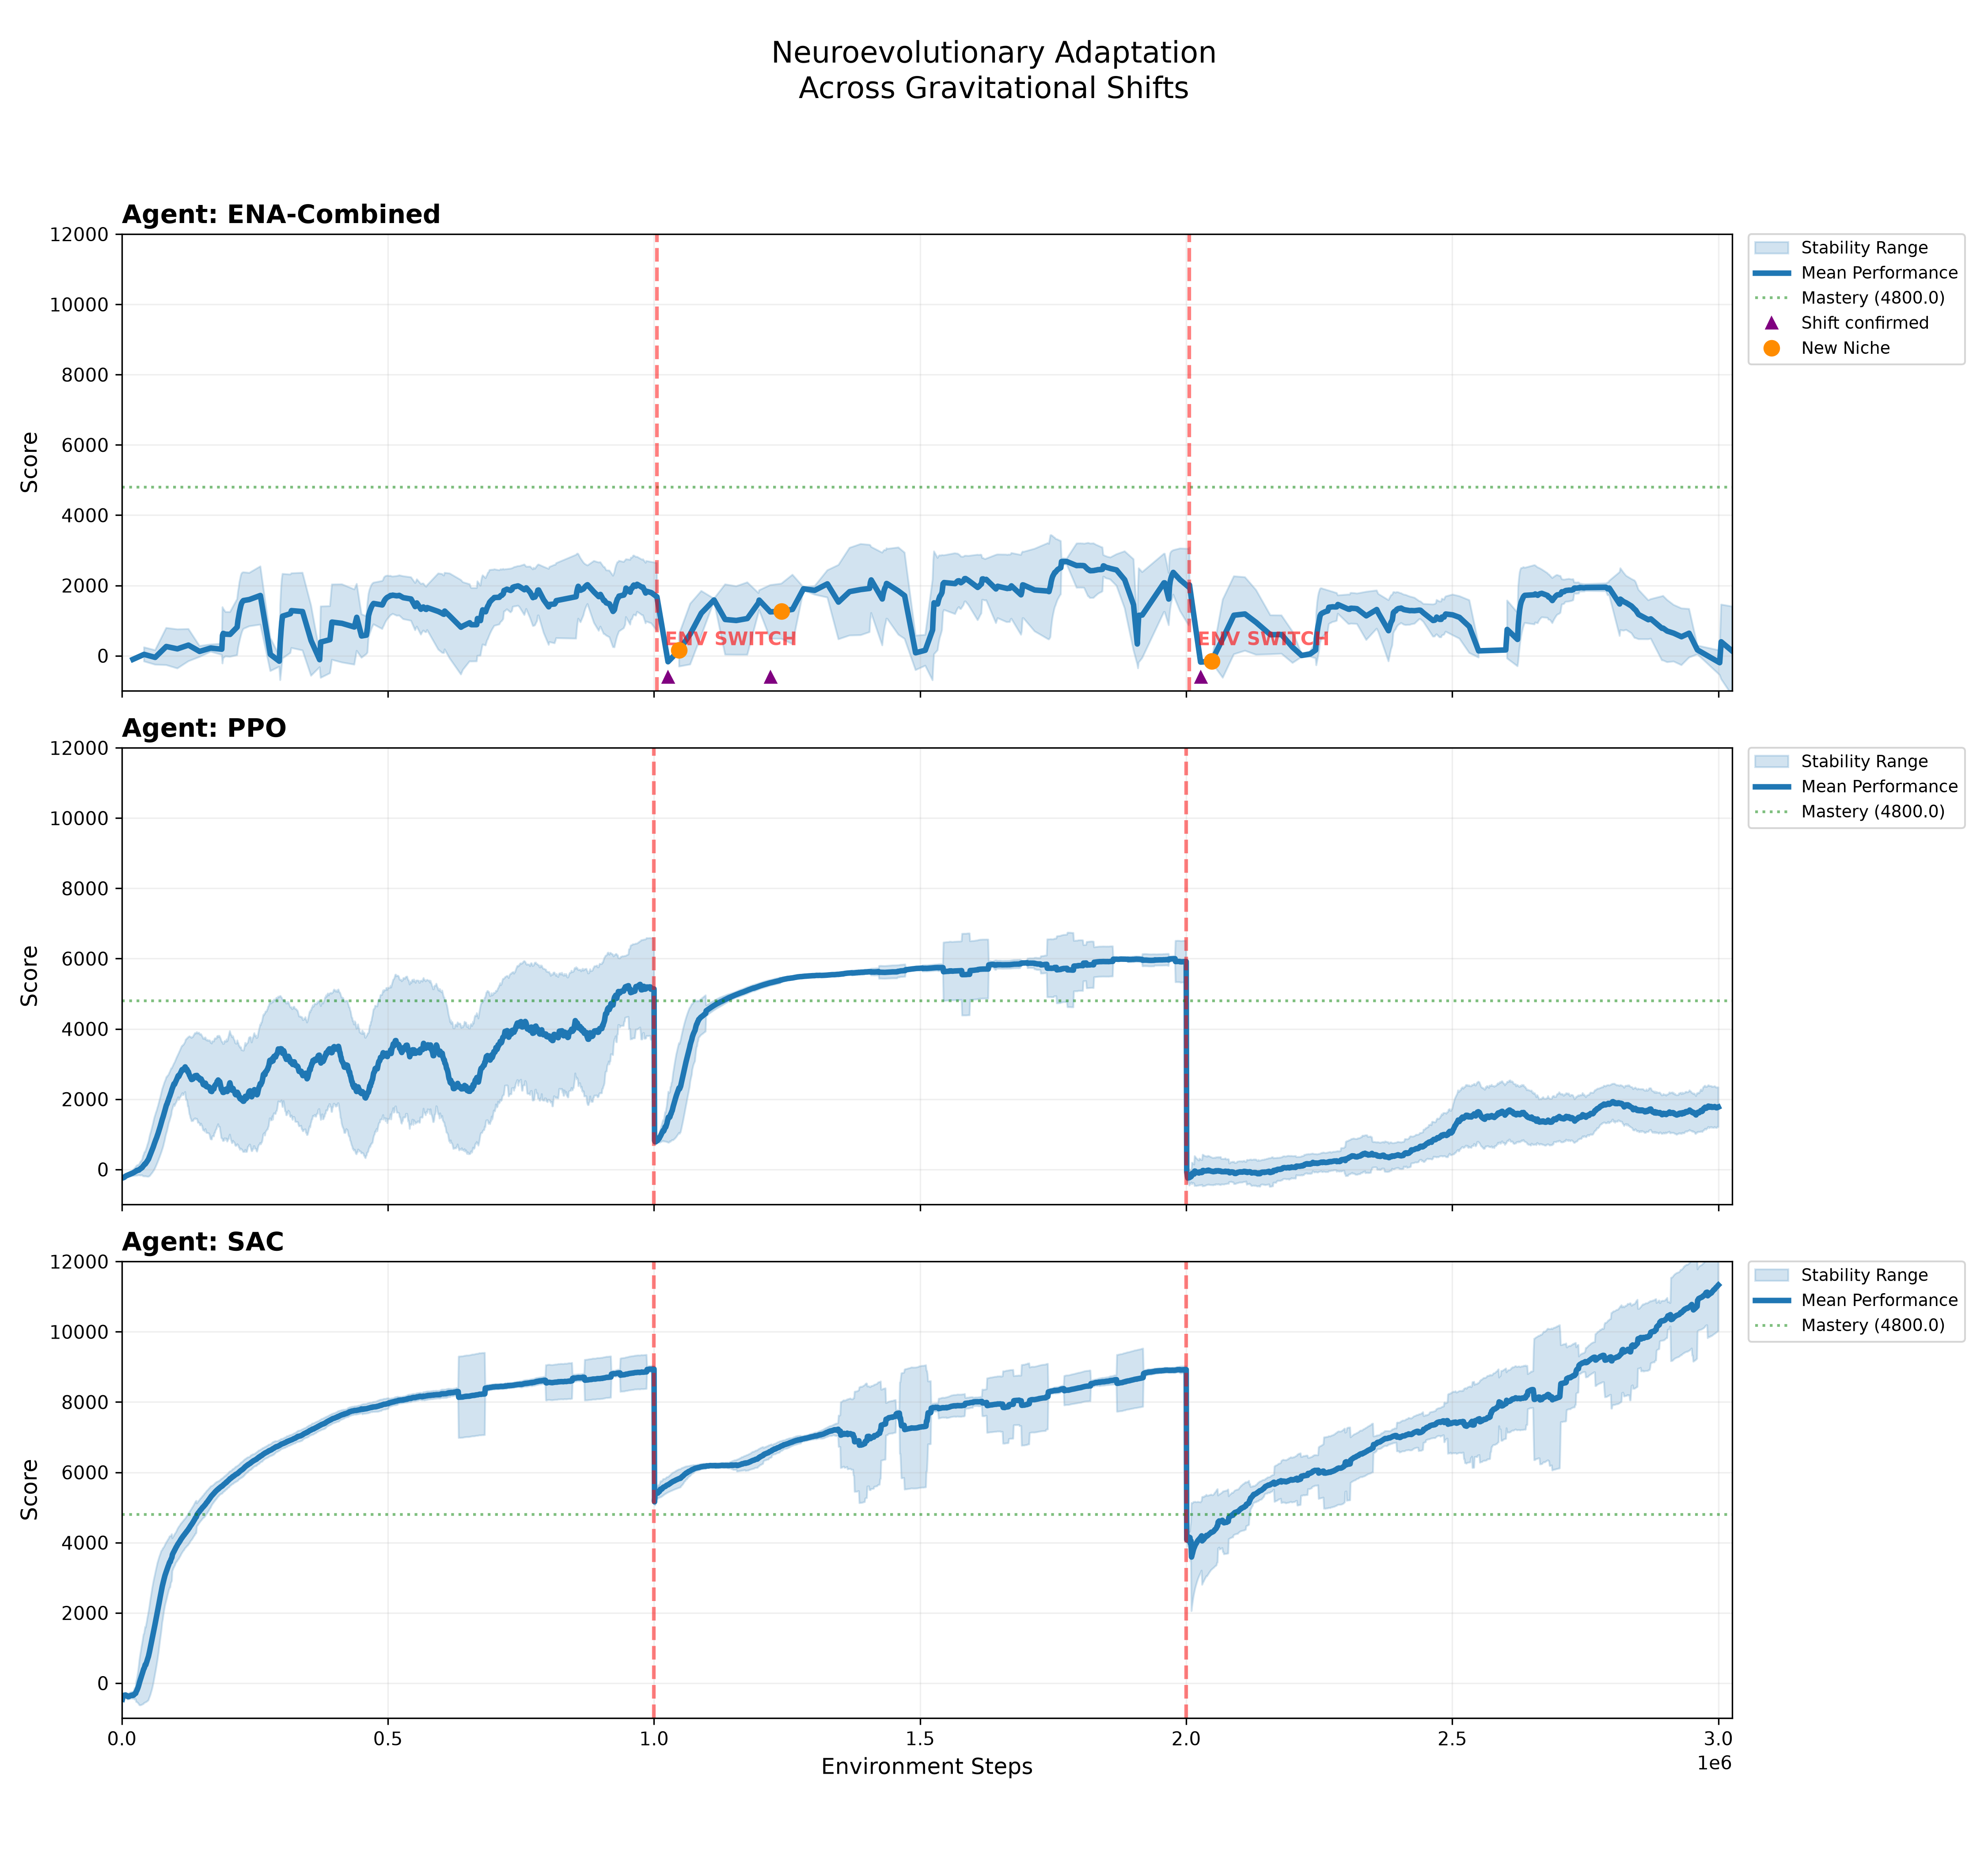 Neuroevolutionary Adaptation
Across Gravitational Shifts
Agent: ENA-Combined
12000
10000
8000
6000
4000
2000
0
Score
ENV SWITCH
ENV SWITCH
Stability Range
Mean Performance
Mastery (4800.0)
Shift confirmed
New Niche
Agent: PPO
12000
10000
8000
6000
4000
2000
0
Score
Stability Range
Mean Performance
Mastery (4800.0)
Agent: SAC
12000
10000
8000
6000
4000
2000
0
Score
Stability Range
Mean Performance
Mastery (4800.0)
0.0 0.5 1.0 1.5 2.0 2.5 3.0
1e6
Environment Steps